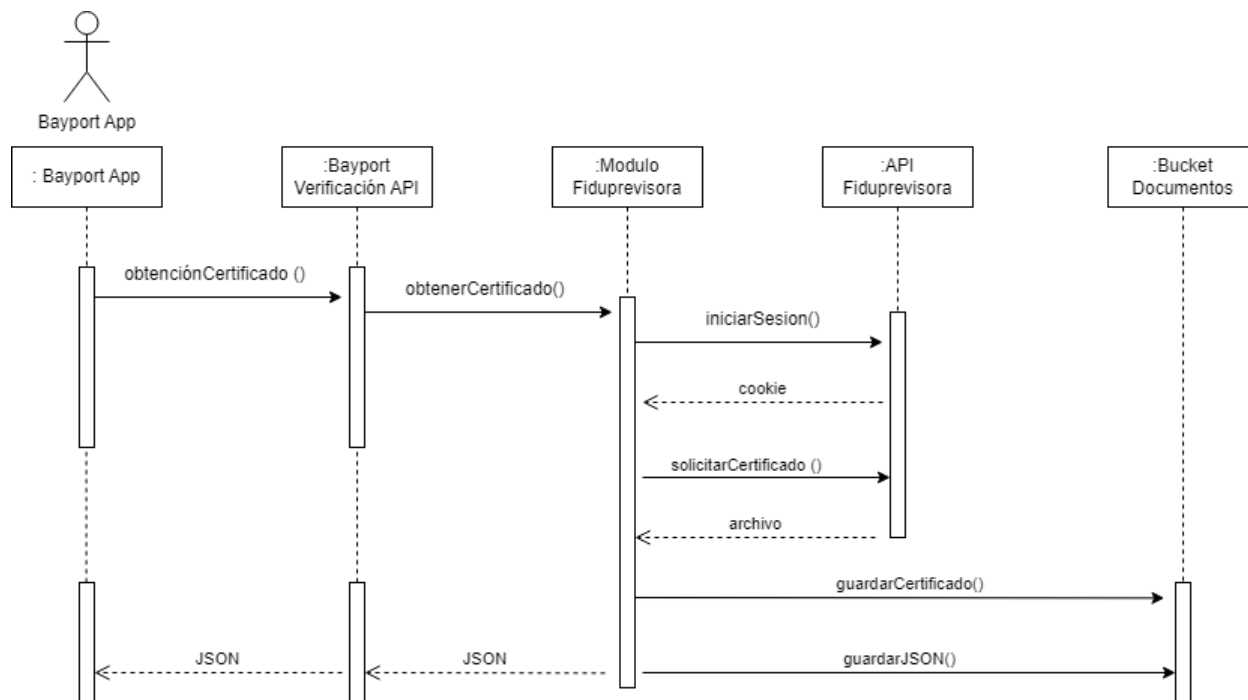 Bayport App
: Bayport App
:Bayport
Verificación API
:Modulo
Fiduprevisora
:API
Fiduprevisora
:Bucket
Documentos
obtenciónCertificado ()
obtenerCertificado()
iniciarSesion()
cookie
solicitarCertificado ()
archivo
guardarCertificado()
JSON
JSON
guardarJSON()